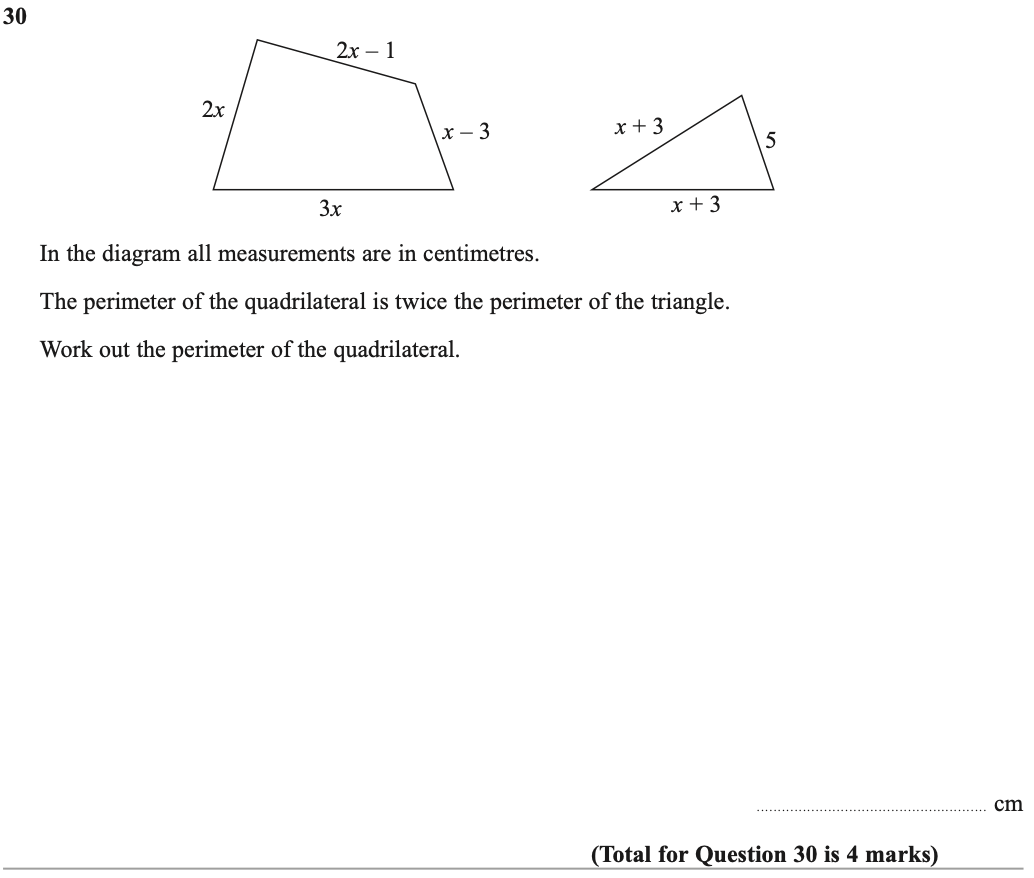 30
2x – 1
2x
x – 3
3x
x + 3
5
x + 3
In the diagram all measurements are in centimetres.
The perimeter of the quadrilateral is twice the perimeter of the triangle.
Work out the perimeter of the quadrilateral.
...................................................... cm
(Total for Question 30 is 4 marks)